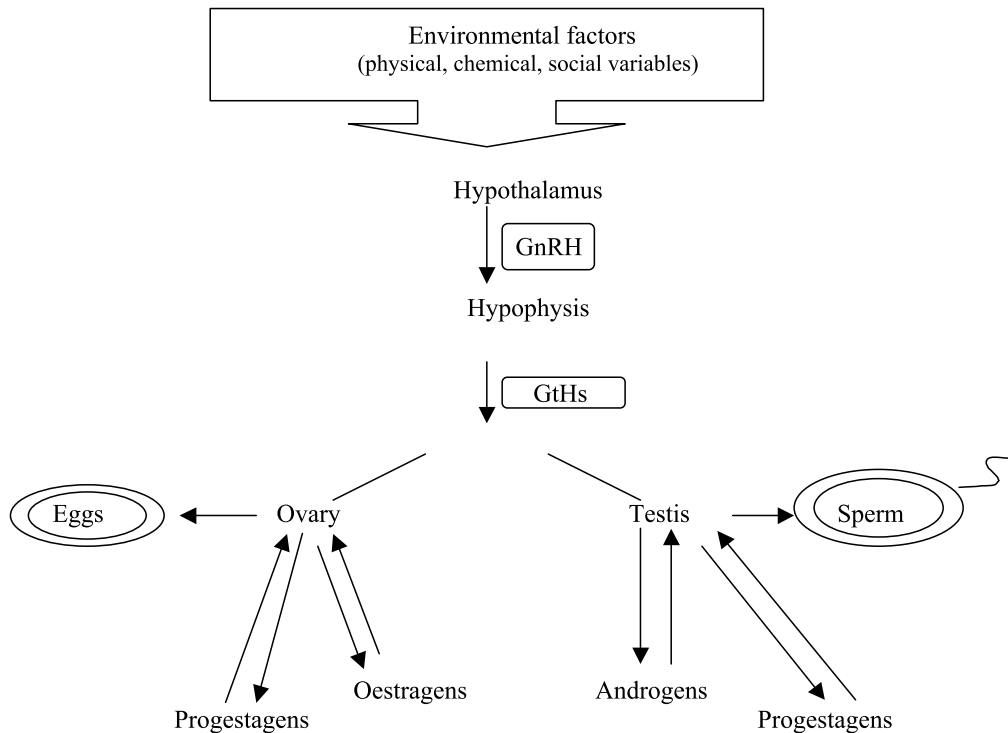 Environmental factors
(physical, chemical, social variables)
Hypothalamus
GnRH
Hypophysis
GtHs
Eggs
Ovary
Testis
Sperm
Oestragens
Androgens
Progestagens
Progestagens